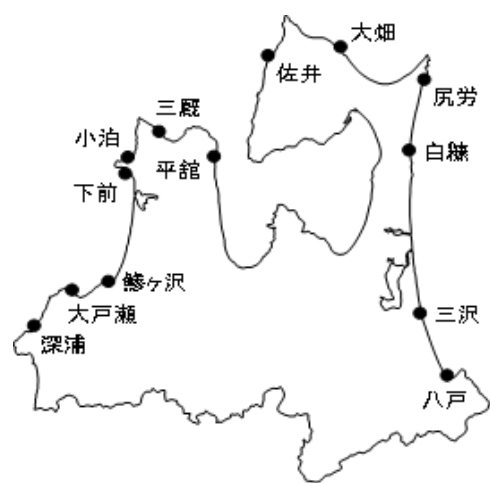 大畑
佐井
尻労
三厩
小泊
白糠
平舘
下前
鰺ヶ沢
大戸瀬
三沢
深浦
八戸